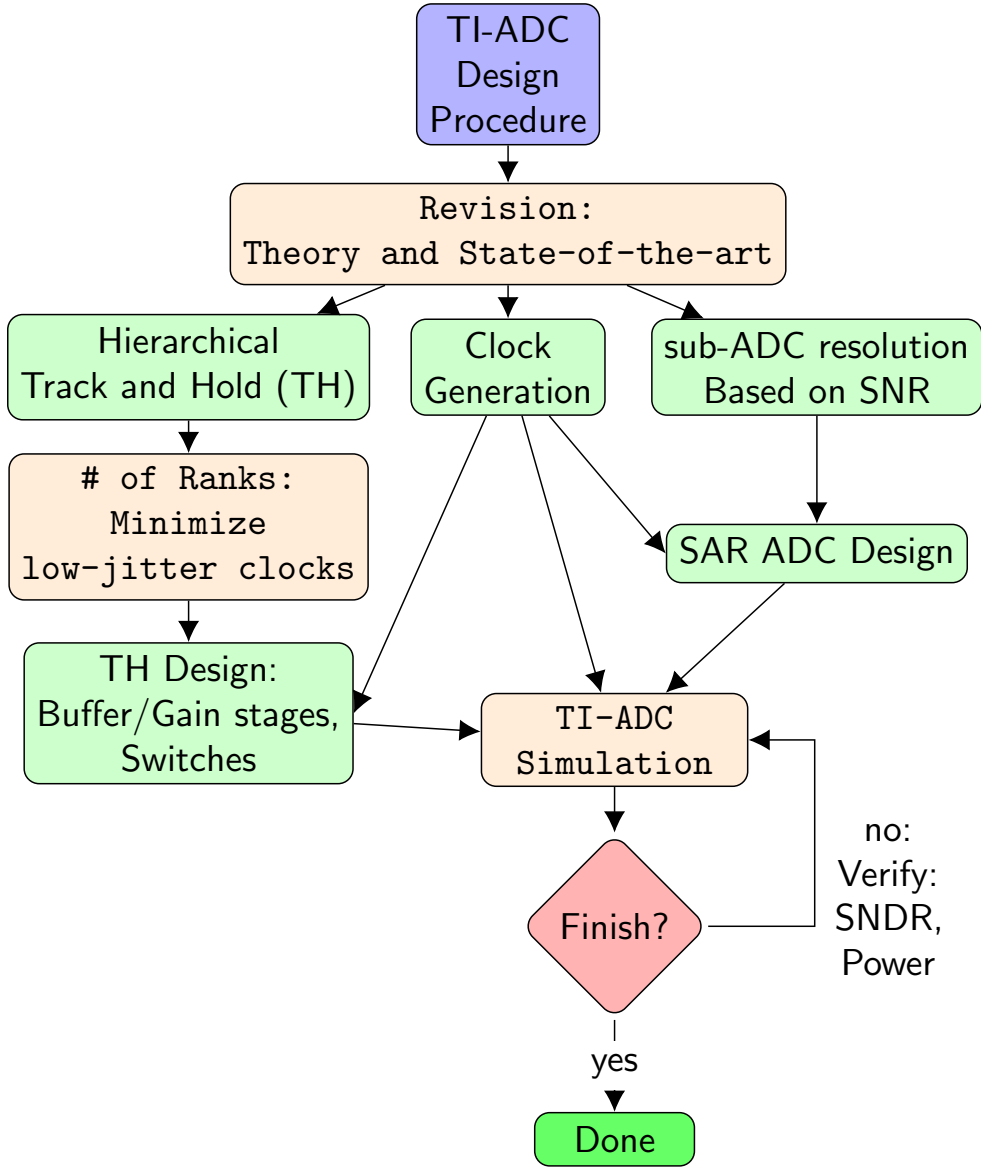 TI-ADC
Design
Procedure
Revision:
Theory and State-of-the-art
Hierarchical
Track and Hold (TH)
Clock
Generation
sub-ADC resolution
Based on SNR
# of Ranks:
Minimize
low-jitter clocks
SAR ADC Design
TH Design:
Buffer/Gain stages,
Switches
TI-ADC
Simulation
no:
Verify:
SNDR,
Power
Finish?
yes
Done